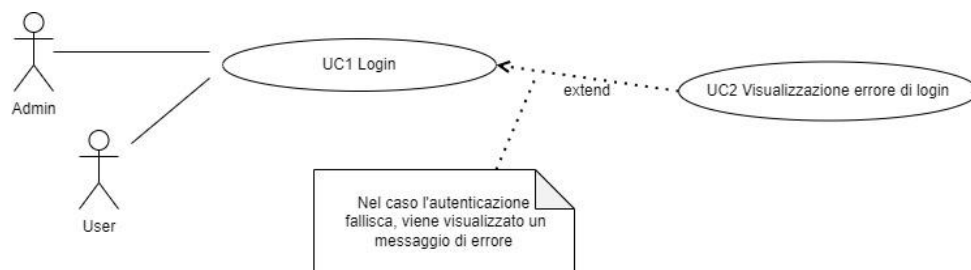 Admin
User
UC1 Login
extend
UC2 Visualizzazione errore di login
Nel caso l'autenticazione
fallisca, viene visualizzato un
messaggio di errore